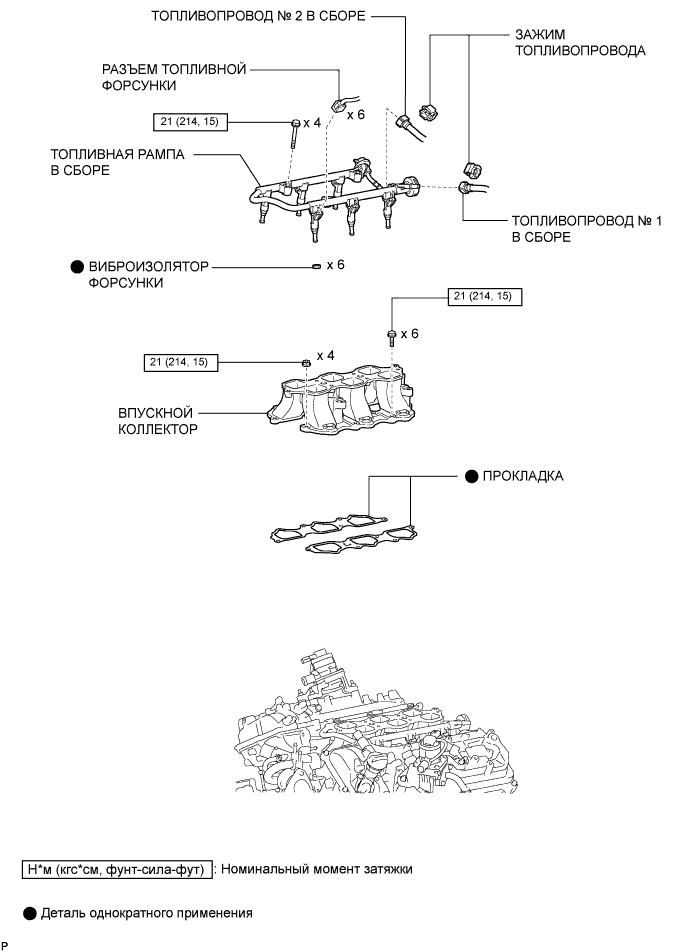 ТОПЛИВОПРОВОД № 2 В СБОРЕ
ЗАЖИМ
ТОПЛИВОПРОВОДА
РАЗЪЕМ ТОПЛИВНОЙ
ФОРСУНКИ
x 6
21 (214, 15)
x 4
ТОПЛИВНАЯ РАМПА
В СБОРЕ
ТОПЛИВОПРОВОД № 1
В СБОРЕ
ВИБРОИЗОЛЯТОР
ФОРСУНКИ
x 6
21 (214, 15)
x 6
21 (214, 15)
x 4
ВПУСКНОЙ
КОЛЛЕКТОР
ПРОКЛАДКА
Н*м (кгс*см, фунт-сила-фут) : Номинальный момент затяжки
Деталь однократного применения
P